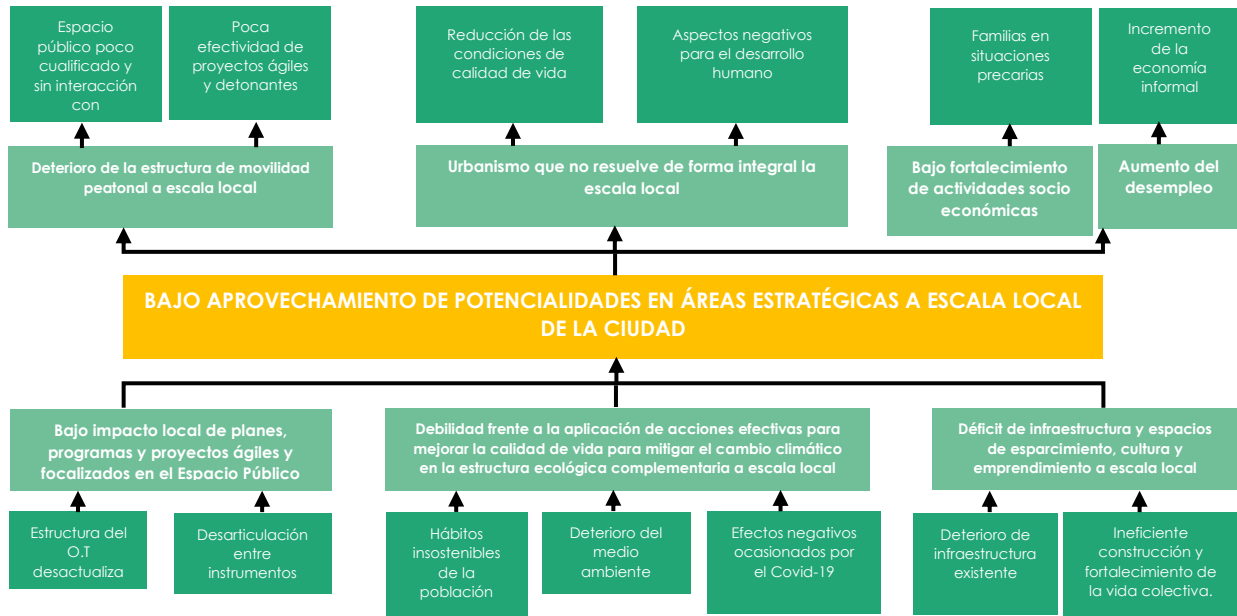 Espacio
público poco
cualificado y
sin interacción
con
Poca
efectividad de
proyectos ágiles
y detonantes
Reducción de las
condiciones de
calidad de vida
Aspectos negativos
para el desarrollo
humano
Familias en
situaciones
precarias
Incremento
de la
economía
informal
Deterioro de la estructura de movilidad
peatonal a escala local
Urbanismo que no resuelve de forma integral la
escala local
Bajo fortalecimiento
de actividades socio
económicas
Aumento del
desempleo
BAJO APROVECHAMIENTO DE POTENCIALIDADES EN ÁREAS ESTRATÉGICAS A ESCALA LOCAL
DE LA CIUDAD
Bajo impacto local de planes,
programas y proyectos ágiles y
focalizados en el Espacio Público
Debilidad frente a la aplicación de acciones efectivas para
mejorar la calidad de vida para mitigar el cambio climático
en la estructura ecológica complementaria a escala local
Déficit de infraestructura y espacios
de esparcimiento, cultura y
emprendimiento a escala local
Estructura del
O.T
desactualiza
Desarticulación
entre
instrumentos
Hábitos
insostenibles
de la
población
Deterioro del
medio
ambiente
Efectos negativos
ocasionados por
el Covid-19
Deterioro de
infraestructura
existente
Ineficiente
construcción y
fortalecimiento de
la vida colectiva.